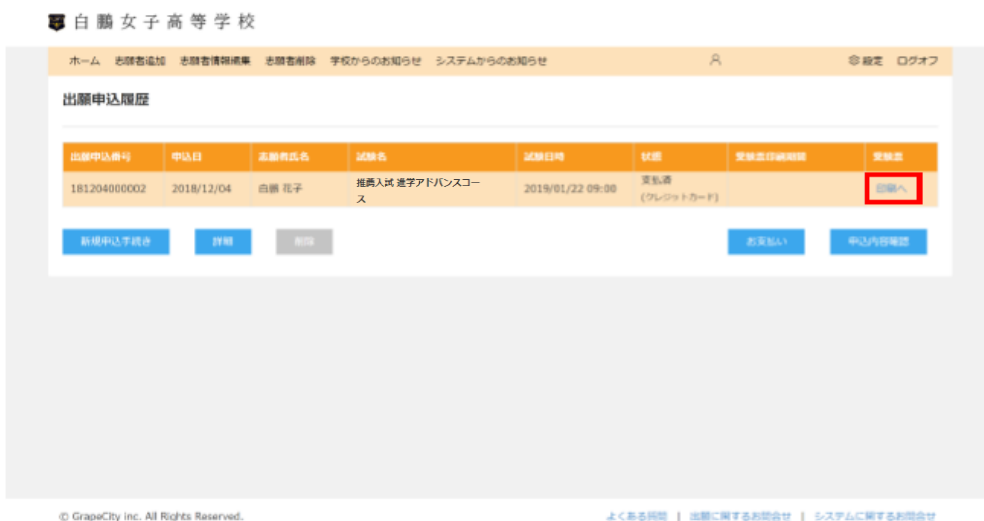 白鵬女子高等学校
ホーム 志願者追加 志願者情報編集 志願者削除 学校からのお知らせ システムからのお知らせ 設定 ログオフ
出願申込履歴
出願申込番号 申込日 志願者氏名 試験名 試験日時 状態 受験票印刷期間 受験票
181204000002 2018/12/04 白鵬 花子 推薦入試 進学アドバンスコー 2019/01/22 09:00 支払済 印刷へ
ス (クレジットカード)
新規申込手続き 詳細 削除 お支払い 申込内容確認
© GrapeCity inc. All Rights Reserved. よくある質問 | 出願に関するお問合せ | システムに関するお問合せ